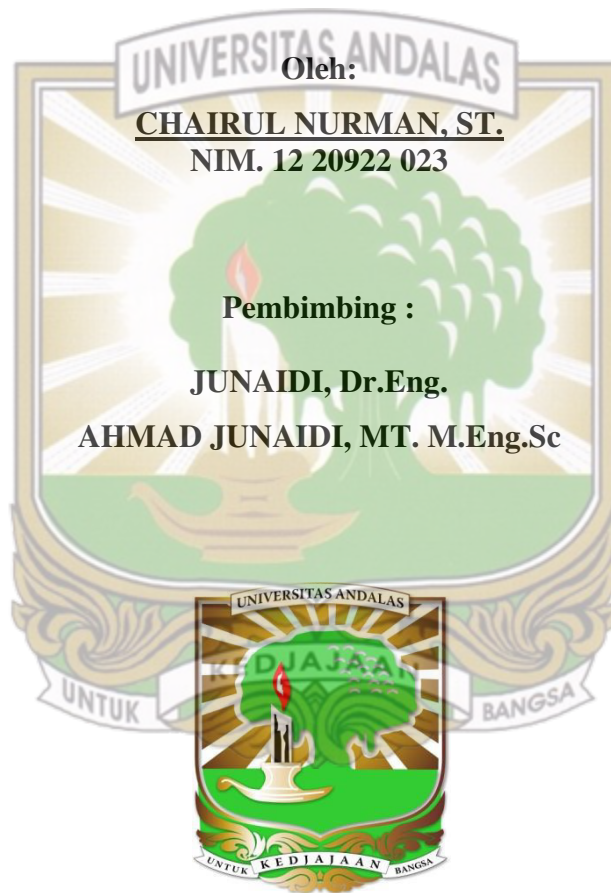 UNIVERSITAS ANDALAS
Oleh:
CHAIRUL NURMAN, ST.
NIM. 12 20922 023
Pembimbing :
JUNAIDI, Dr.Eng.
AHMAD JUNAIDI, MT. M.Eng.Sc
UNIVERSITAS ANDALAS
KEDJAJAAN
UNTUK BANGSA
UNTUK KEDJAJAAN BANGSA